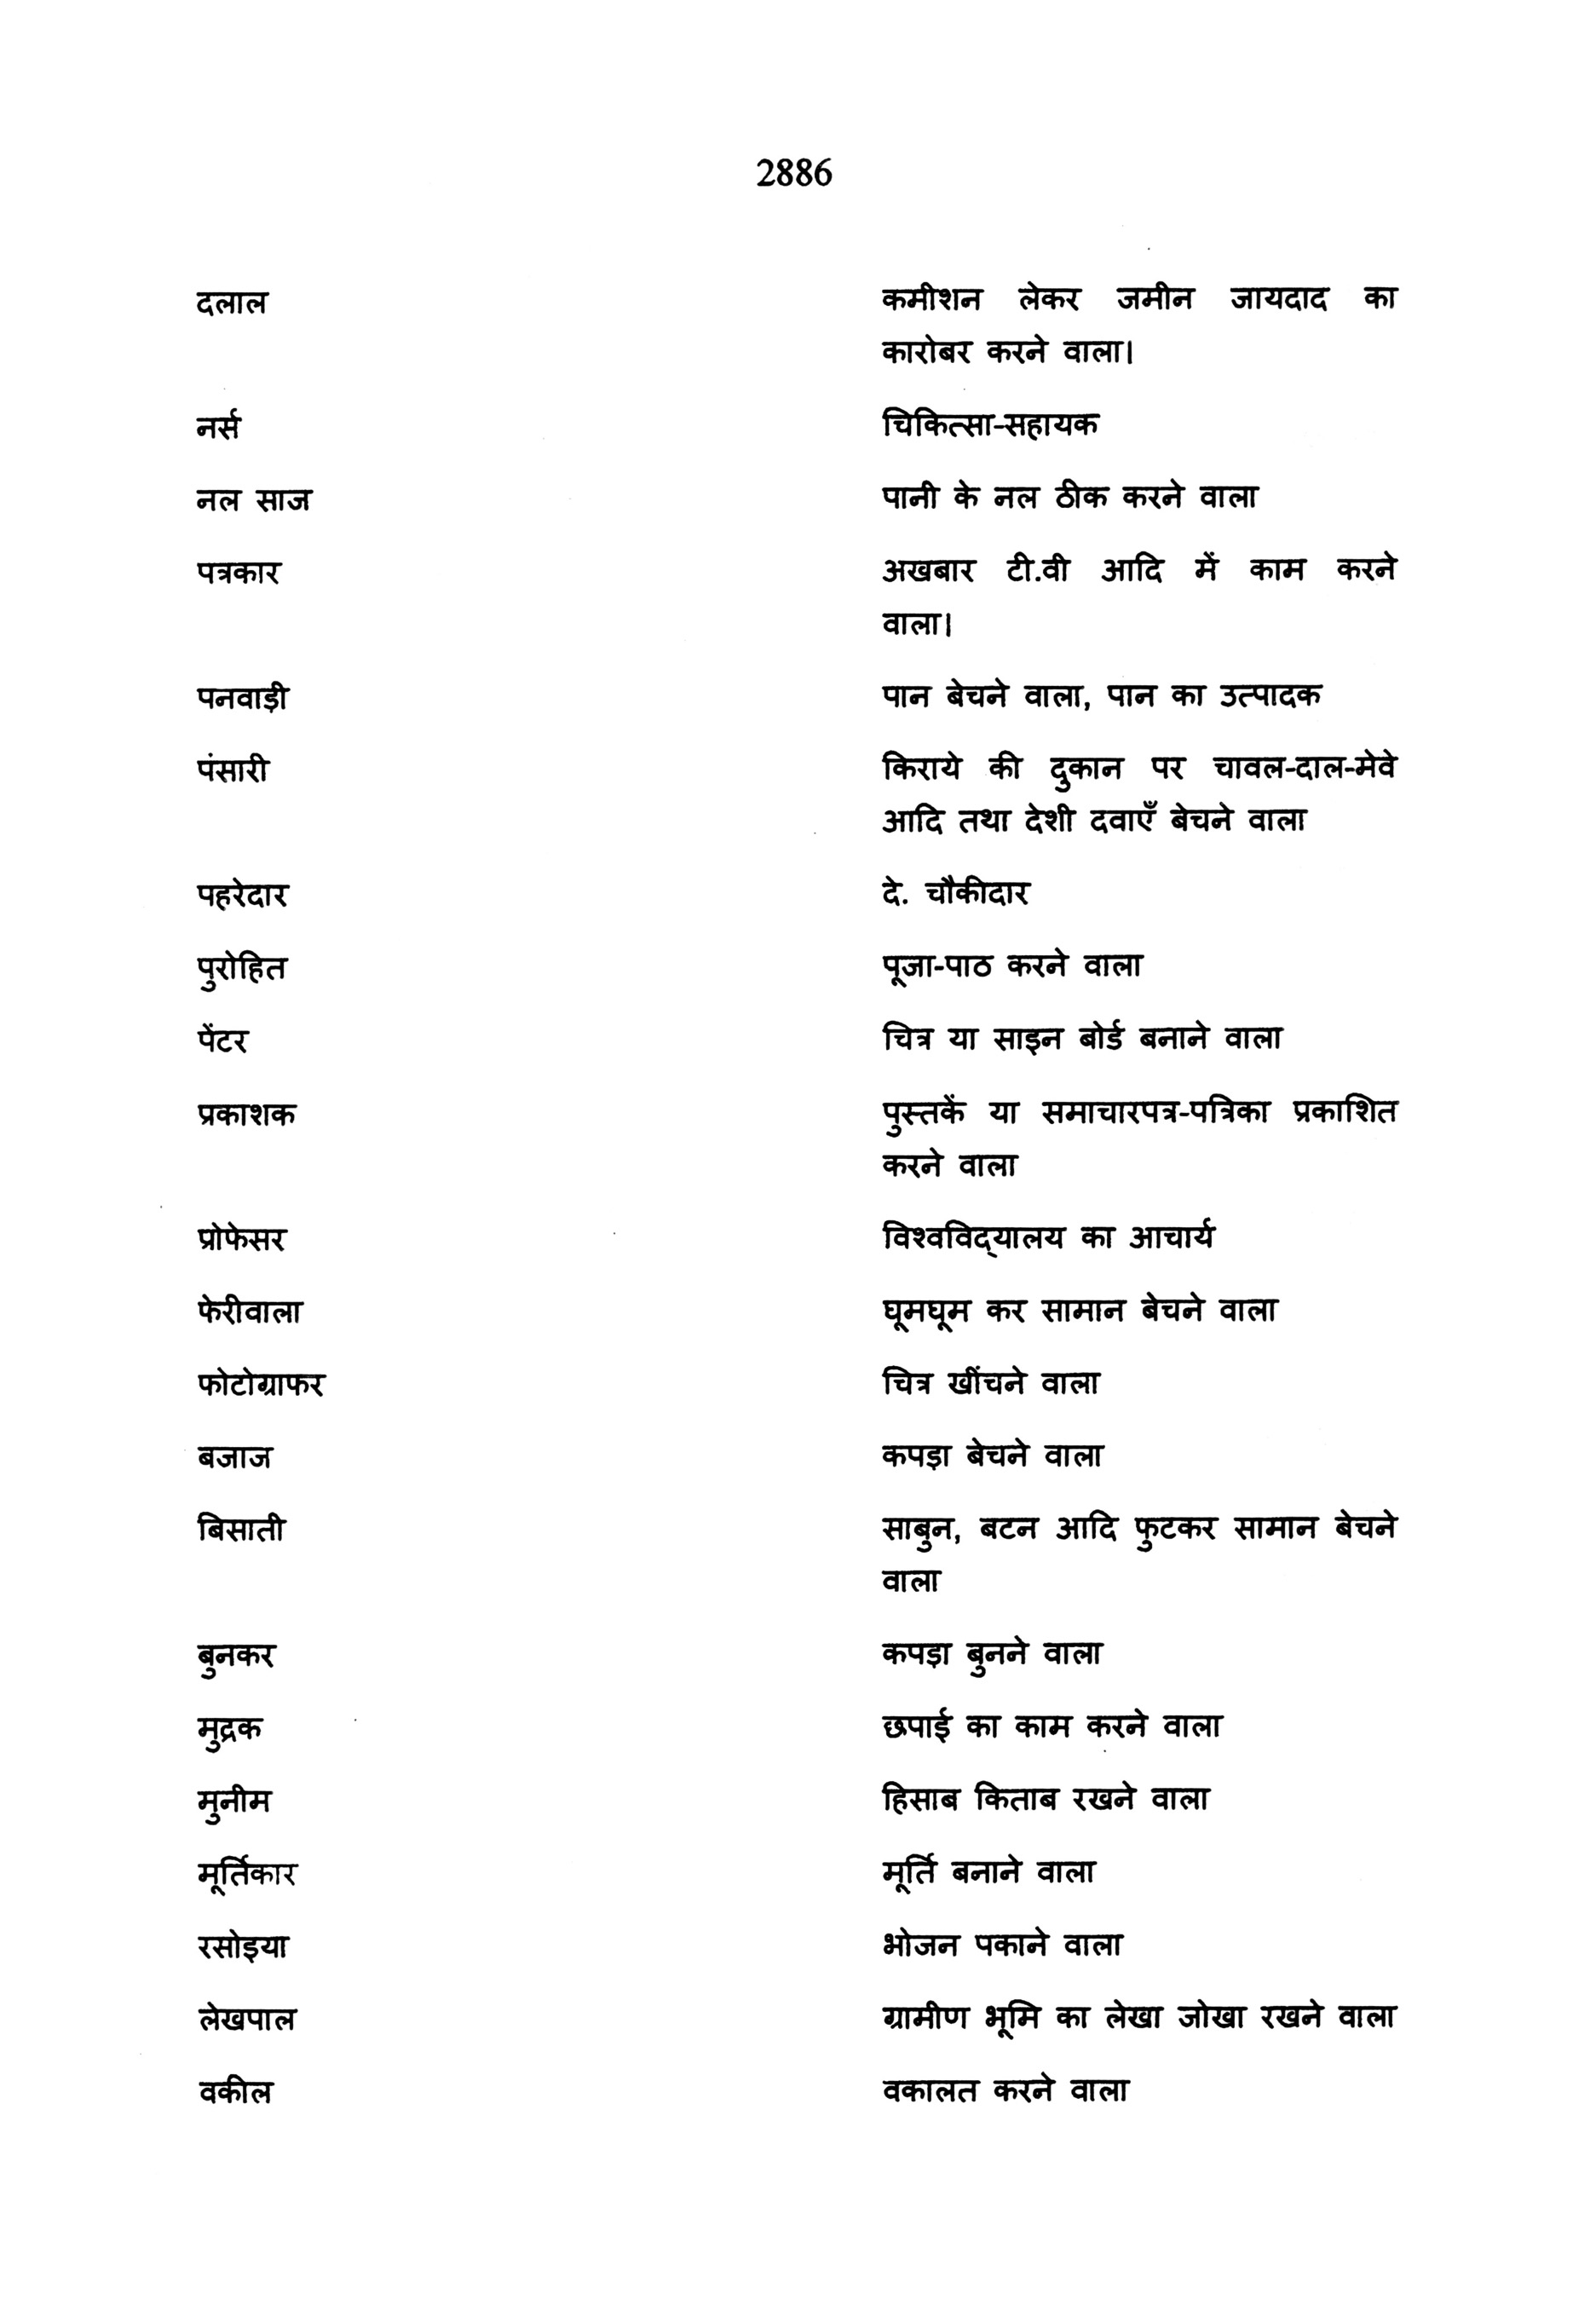 2886
दलाल कमीशन लेकर जमीन जायदाद का
कारोबर करने वाला।
नर्स चिकित्सा-सहायक
नल साज पानी के नल ठीक करने वाला
पत्रकार अखबार टी.वी आदि में काम करने
वाला।
पनवाड़ी पान बेचने वाला, पान का उत्पादक
पंसारी किराये की दुकान पर चावल-दाल-मेवे
आदि तथा देशी दवाएँ बेचने वाला
पहरेदार दे. चौकीदार
पुरोहित पूजा-पाठ करने वाला
पेंटर चित्र या साइन बोर्ड बनाने वाला
प्रकाशक पुस्तकें या समाचारपत्र-पत्रिका प्रकाशित
करने वाला
प्रोफेसर विश्वविद्‌यालय का आचार्य
फेरीवाला घूमघूम कर सामान बेचने वाला
फोटोग्राफर चित्र खींचने वाला
बजाज कपड़ा बेचने वाला
बिसाती साबुन, बटन आदि फुटकर सामान बेचने
वाला
बुनकर कपड़ा बुनने वाला
मुद्रक छपाई का काम करने वाला
मुनीम हिसाब किताब रखने वाला
मूर्तिकार मूर्ति बनाने वाला
रसोइया भोजन पकाने वाला
लेखपाल ग्रामीण भूमि का लेखा जोखा रखने वाला
वकील वकालत करने वाला